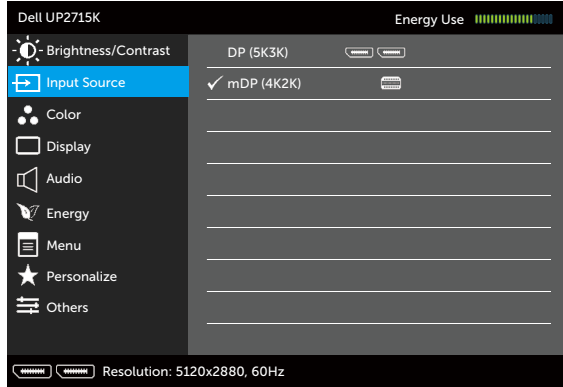 Dell UP2715K Energy Use
Brightness/Contrast DP (5K3K)
Input Source mDP (4K2K)
Color
Display
Audio
Energy
Menu
Personalize
Others
Resolution: 5120x2880, 60Hz